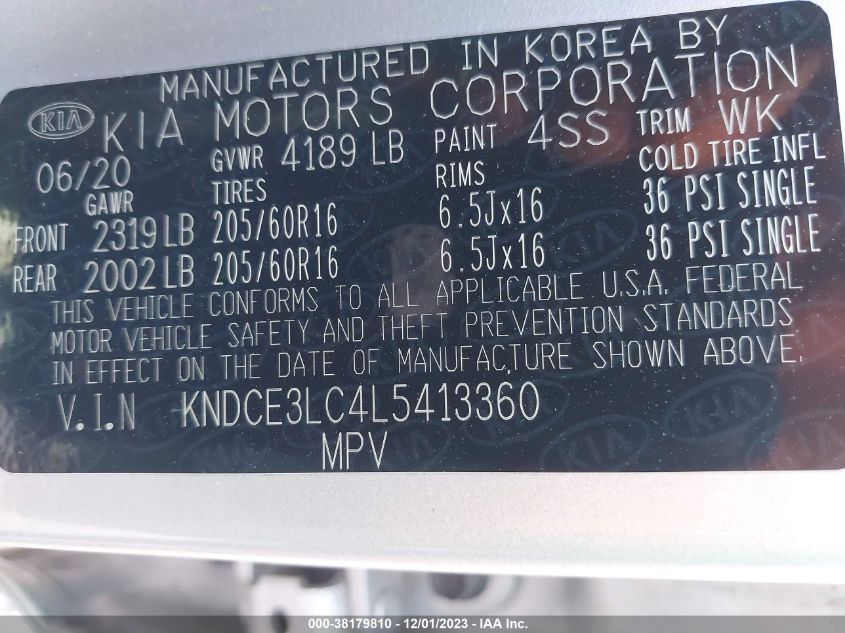 MANUFACTURED IN KOREA BY
KIA KIA MOTORS CORPORATION
06/20 GVWR 4189 LB PAINT 4SS TRIM WK
GAWR TIRES RIMS COLD TIRE INFL
FRONT 2319 LB 205/60R16 6.5Jx16 36 PSI SINGLE
REAR 2002 LB 205/60R16 6.5Jx16 36 PSI SINGLE
THIS VEHICLE CONFORMS TO ALL APPLICABLE U.S.A. FEDERAL
MOTOR VEHICLE SAFETY AND THEFT PREVENTION STANDARDS
IN EFFECT ON THE DATE OF MANUFACTURE SHOWN ABOVE.
V.I.N KNDCE3LC4L5413360
MPV
000-38179810 - 12/01/2023 - IAA Inc.